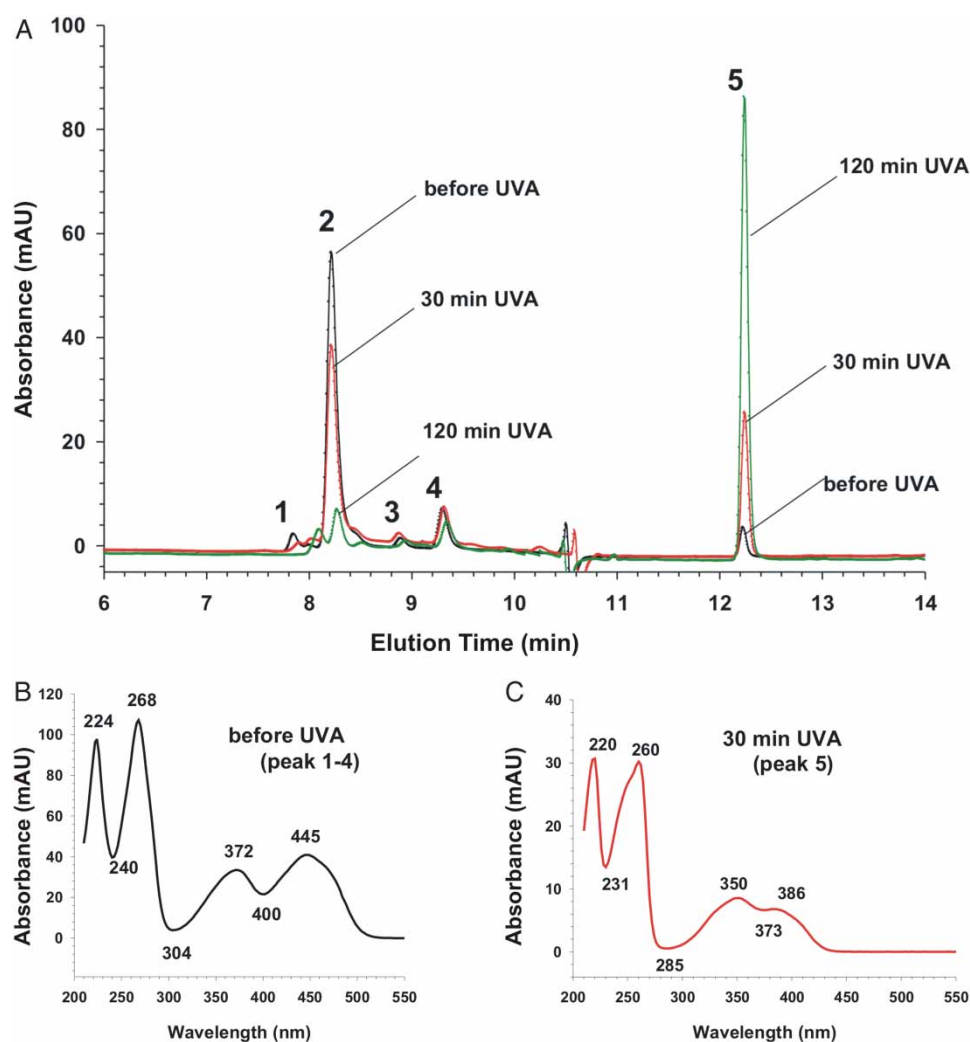 A
100
80
60
40
20
0
Absorbance (mAU)
1
2
3
4
5
before UVA
30 min UVA
120 min UVA
120 min UVA
30 min UVA
before UVA
6 7 8 9 10 11 12 13 14
Elution Time (min)
B
120
100
80
60
40
20
0
Absorbance (mAU)
224
268
before UVA
(peak 1-4)
240
372
445
400
304
200 250 300 350 400 450 500 550
Wavelength (nm)
C
40
30
20
10
0
Absorbance (mAU)
220
260
30 min UVA
(peak 5)
231
350
386
373
285
200 250 300 350 400 450 500 550
Wavelength (nm)